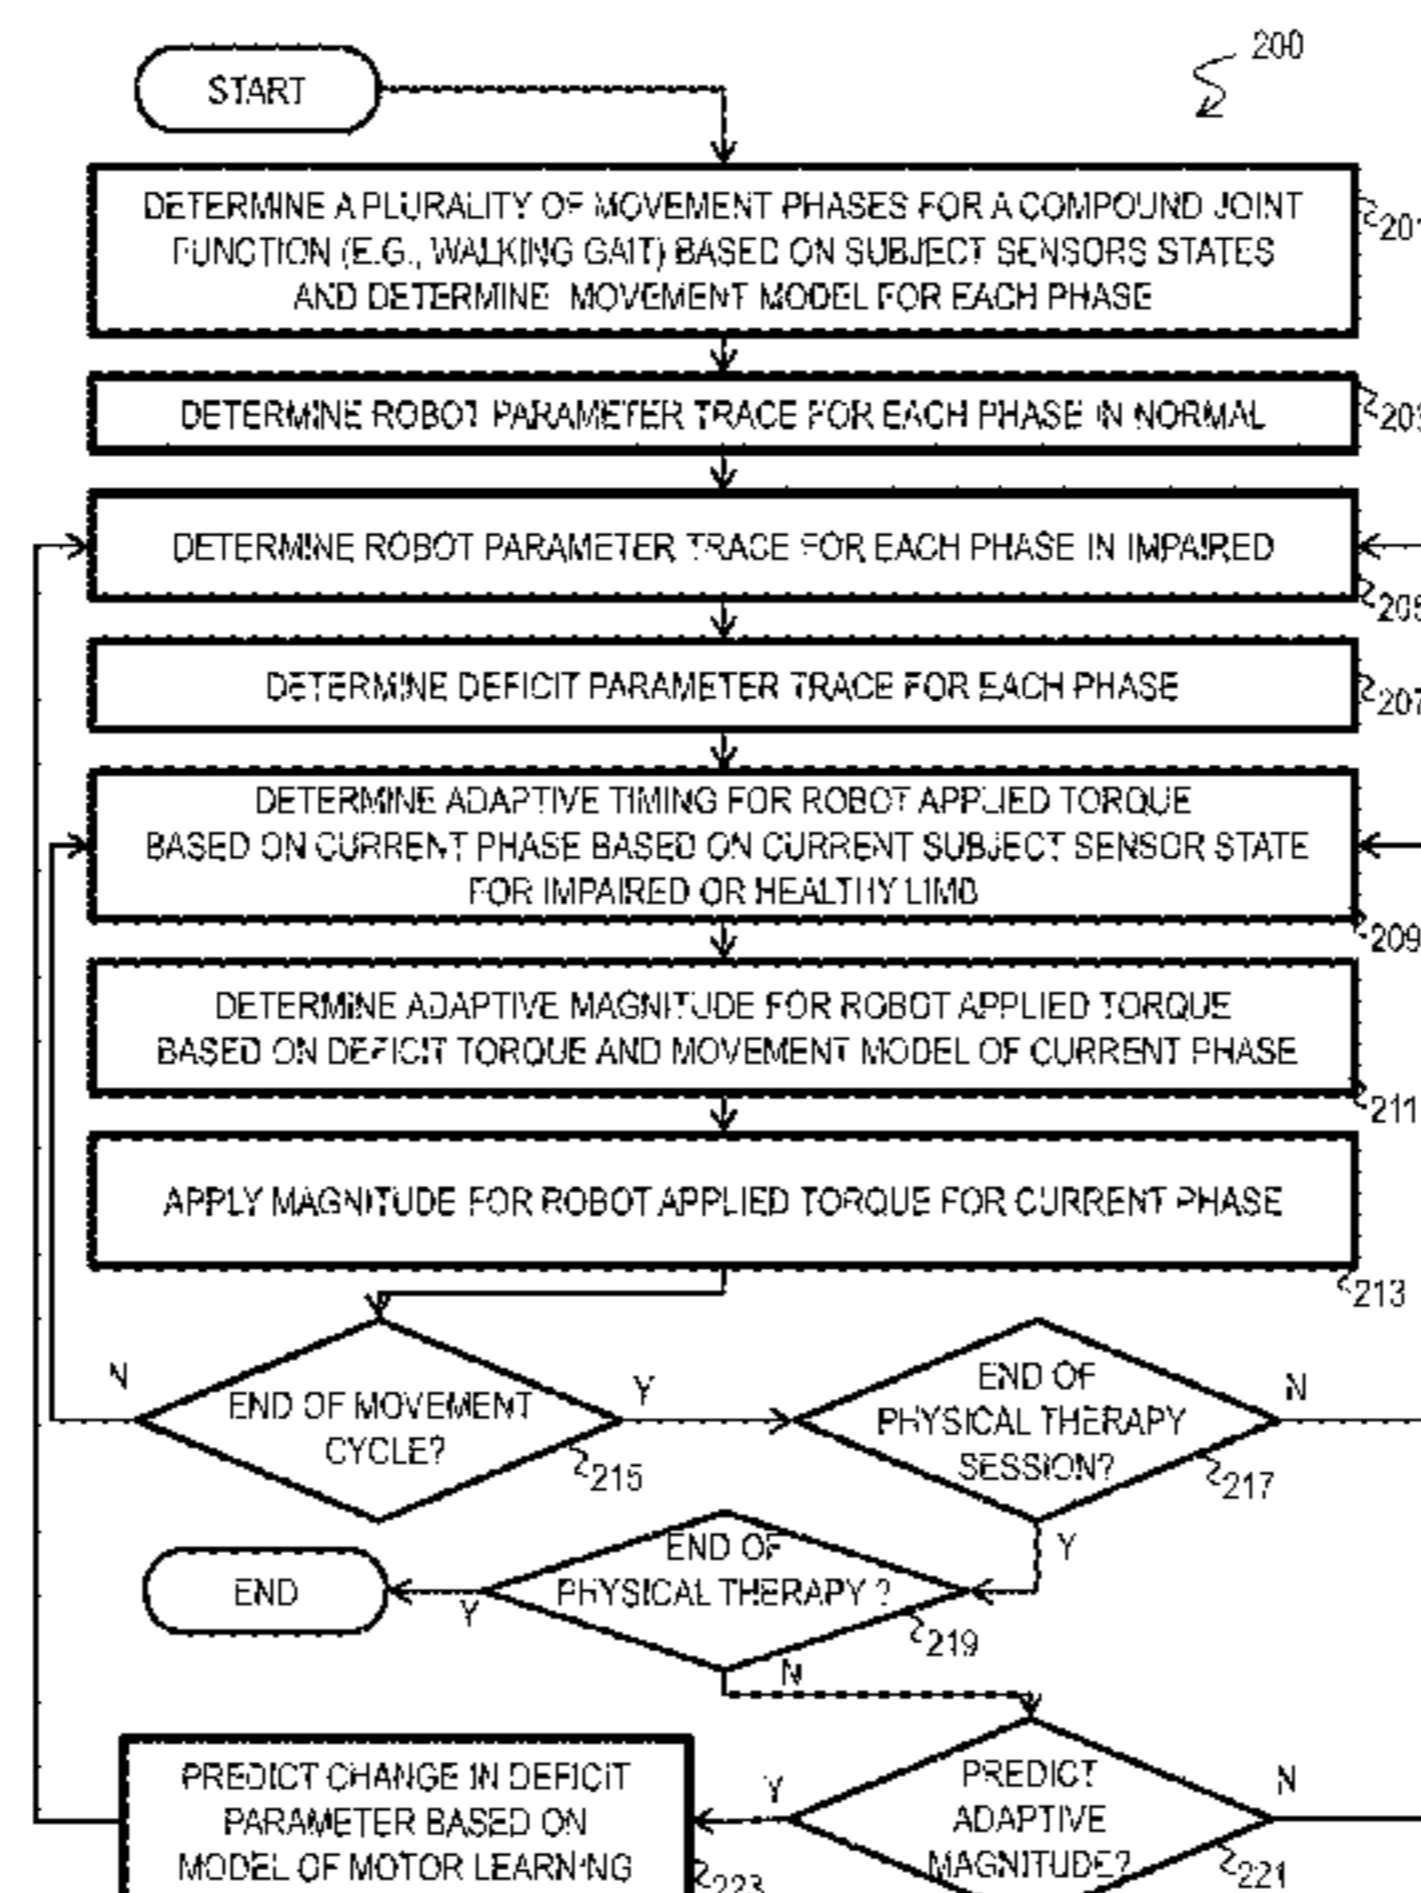 200
START
DETERMINE A PLURALITY OF MOVEMENT PHASES FOR A COMPOUND JOINT
FUNCTION (E.G., WALKING GAIT) BASED ON SUBJECT SENSORS STATES
AND DETERMINE MOVEMENT MODEL FOR EACH PHASE
201
DETERMINE ROBOT PARAMETER TRACE FOR EACH PHASE IN NORMAL
203
DETERMINE ROBOT PARAMETER TRACE FOR EACH PHASE IN IMPAIRED
205
DETERMINE DEFICIT PARAMETER TRACE FOR EACH PHASE
207
DETERMINE ADAPTIVE TIMING FOR ROBOT APPLIED TORQUE
BASED ON CURRENT PHASE BASED ON CURRENT SUBJECT SENSOR STATE
FOR IMPAIRED OR HEALTHY LIMB
209
DETERMINE ADAPTIVE MAGNITUDE FOR ROBOT APPLIED TORQUE
BASED ON DEFICIT TORQUE AND MOVEMENT MODEL OF CURRENT PHASE
211
APPLY MAGNITUDE FOR ROBOT APPLIED TORQUE FOR CURRENT PHASE
213
N
END OF MOVEMENT
CYCLE?
215
Y
END OF
PHYSICAL THERAPY
SESSION?
217
N
Y
END OF
PHYSICAL THERAPY ?
219
Y
END
N
PREDICT
ADAPTIVE
MAGNITUDE?
221
N
Y
PREDICT CHANGE IN DEFICIT
PARAMETER BASED ON
MODEL OF MOTOR LEARNING
223